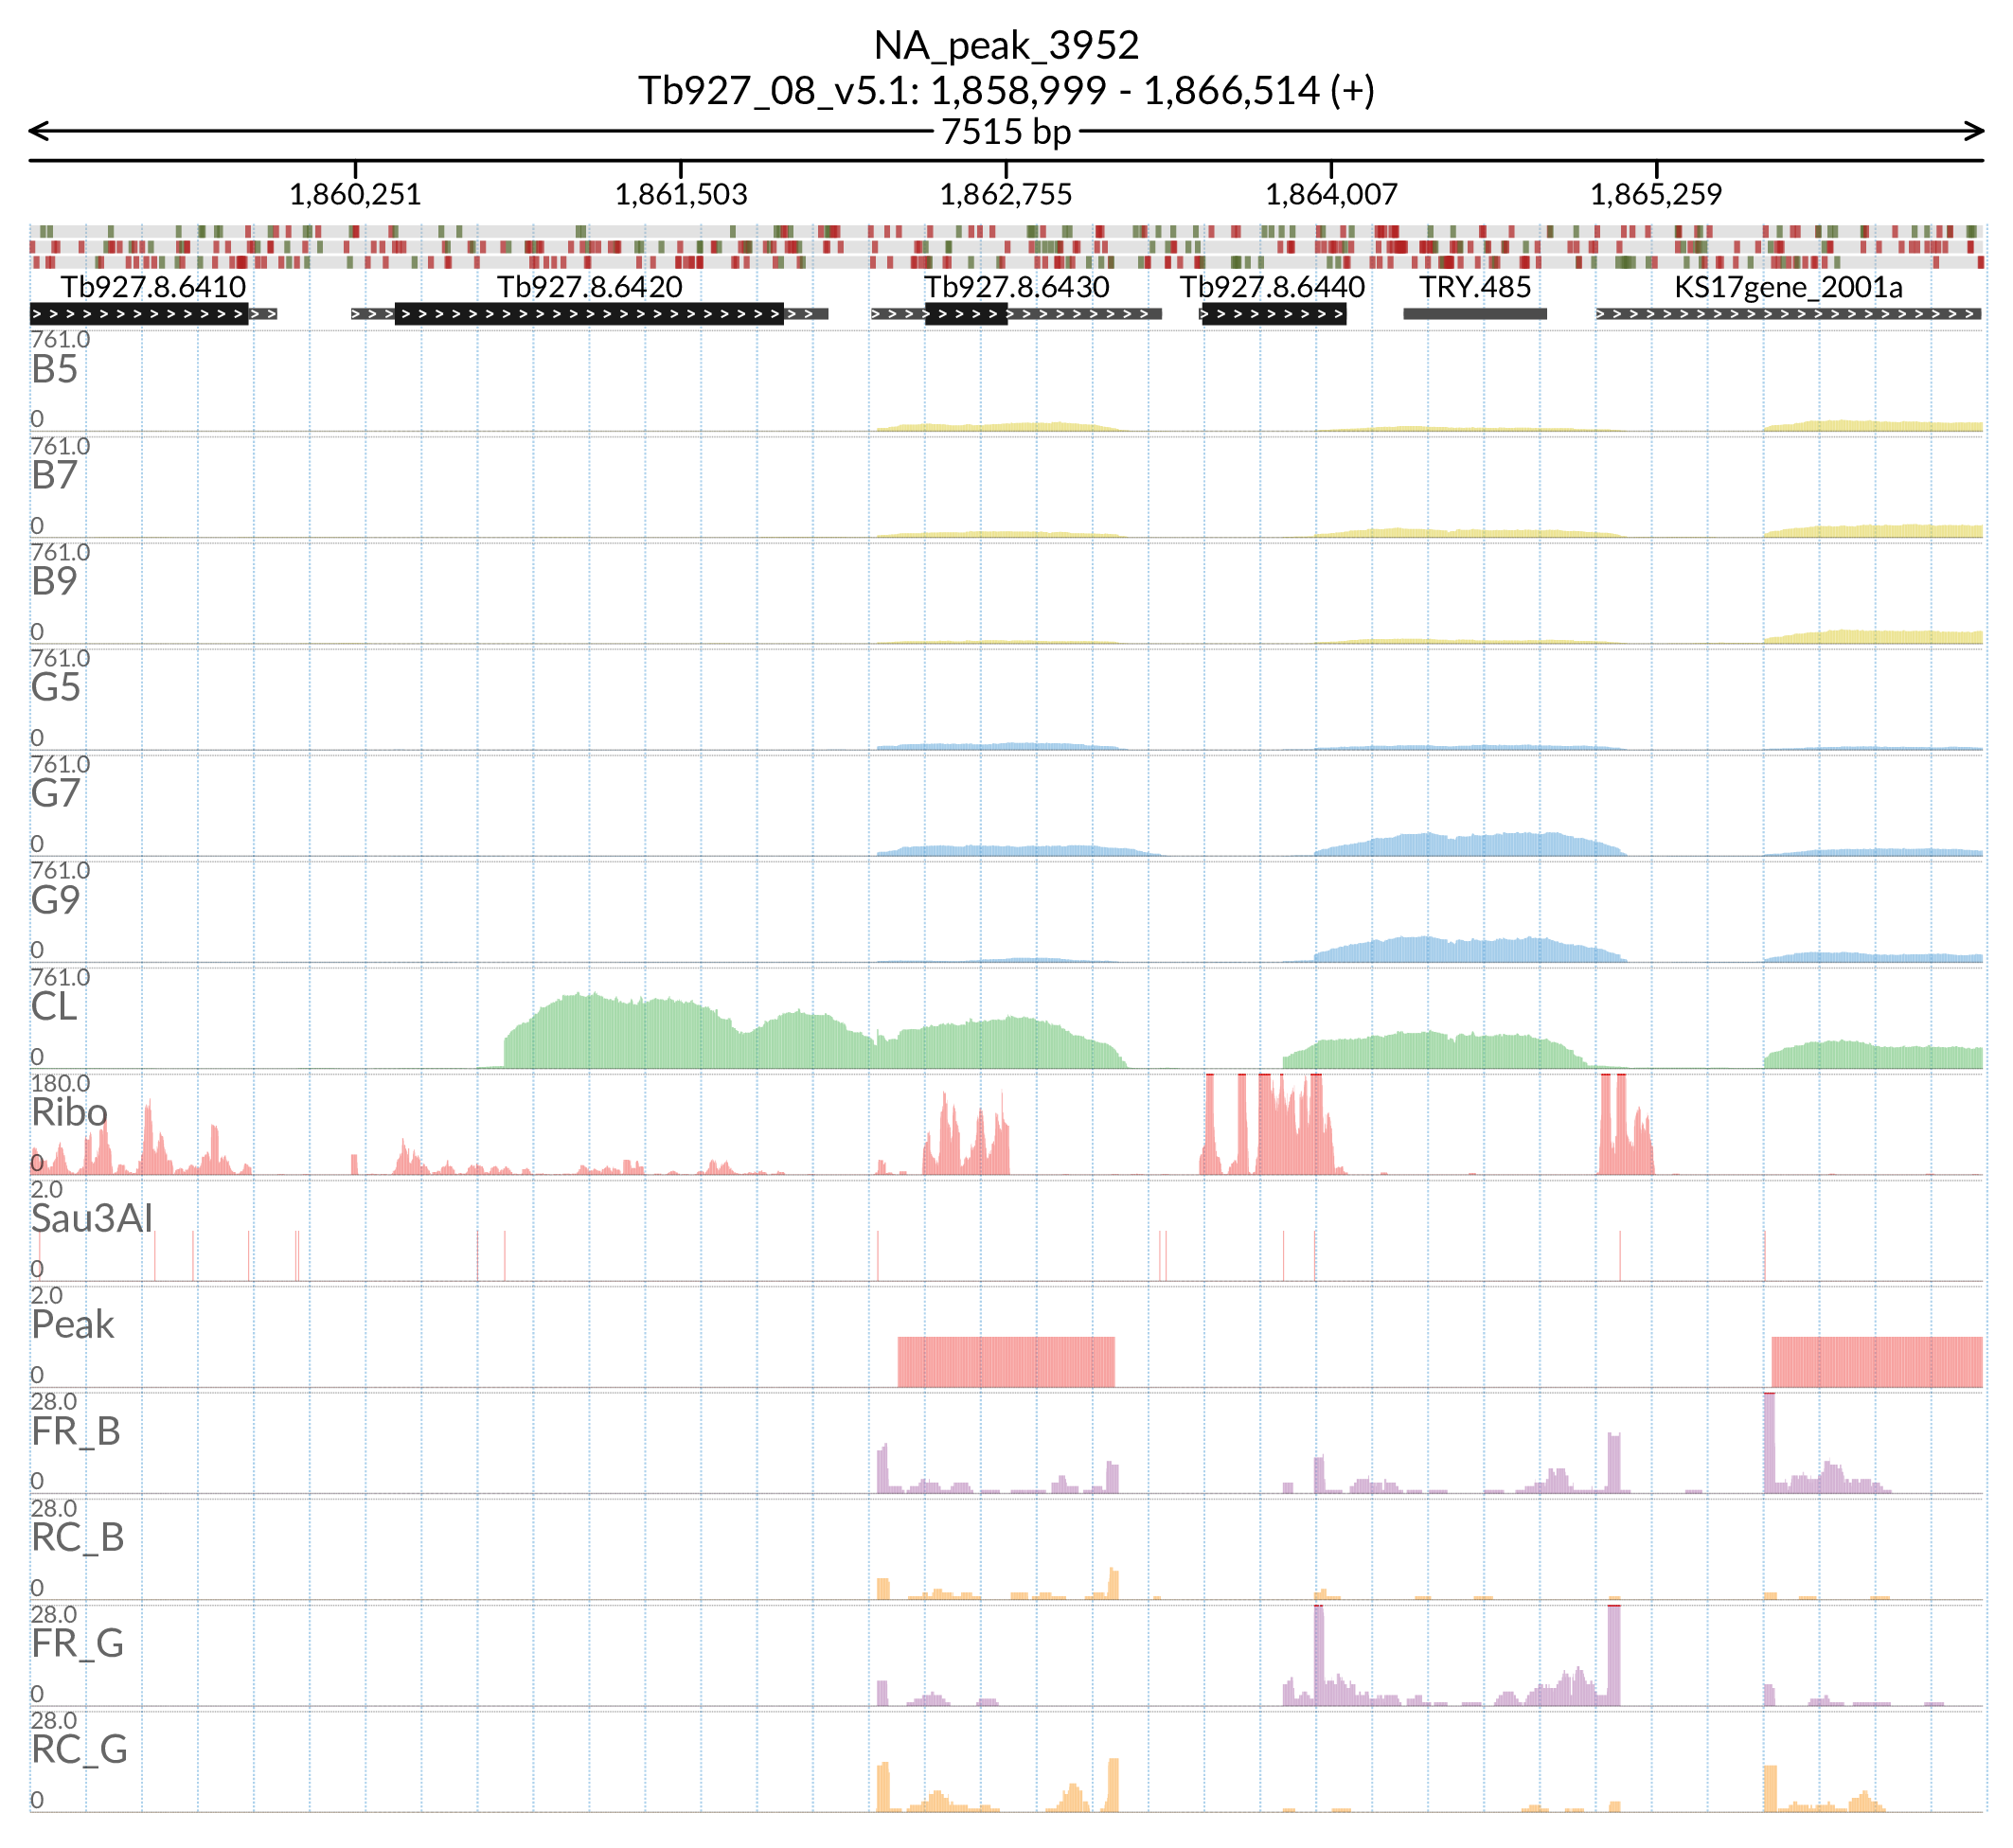 NA_peak_3952
Tb927_08_v5.1: 1,858,999 - 1,866,514 (+)
7515 bp
1,860,251 1,861,503 1,862,755 1,864,007 1,865,259
Tb927.8.6410 Tb927.8.6420 Tb927.8.6430 Tb927.8.6440 TRY.485 KS17gene_2001a
761.0
B5
0
761.0
B7
0
761.0
B9
0
761.0
G5
0
761.0
G7
0
761.0
G9
0
761.0
CL
0
180.0
Ribo
0
2.0
Sau3AI
0
2.0
Peak
0
28.0
FR_B
0
28.0
RC_B
0
28.0
FR_G
0
28.0
RC_G
0